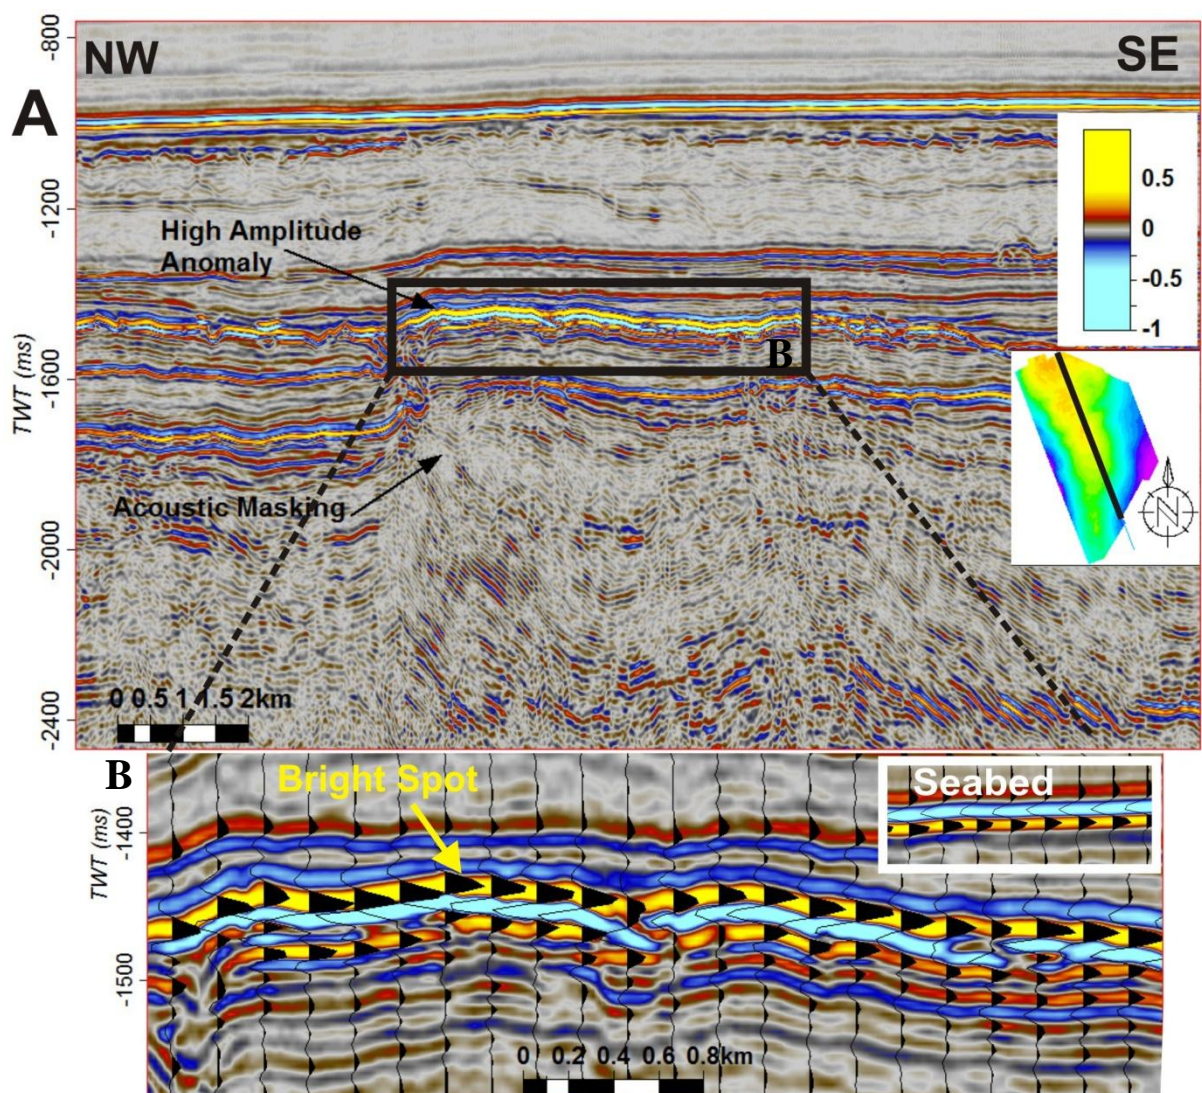 -800
NW
SE
A
0.5
0
-0.5
-1
-1200
High Amplitude
Anomaly
B
-1600
TWT (ms)
N
Acoustic Masking
-2000
0 0.5 1 1.5 2km
-2400
B
Bright Spot
Seabed
TWT (ms)
-1400
-1500
0 0.2 0.4 0.6 0.8km